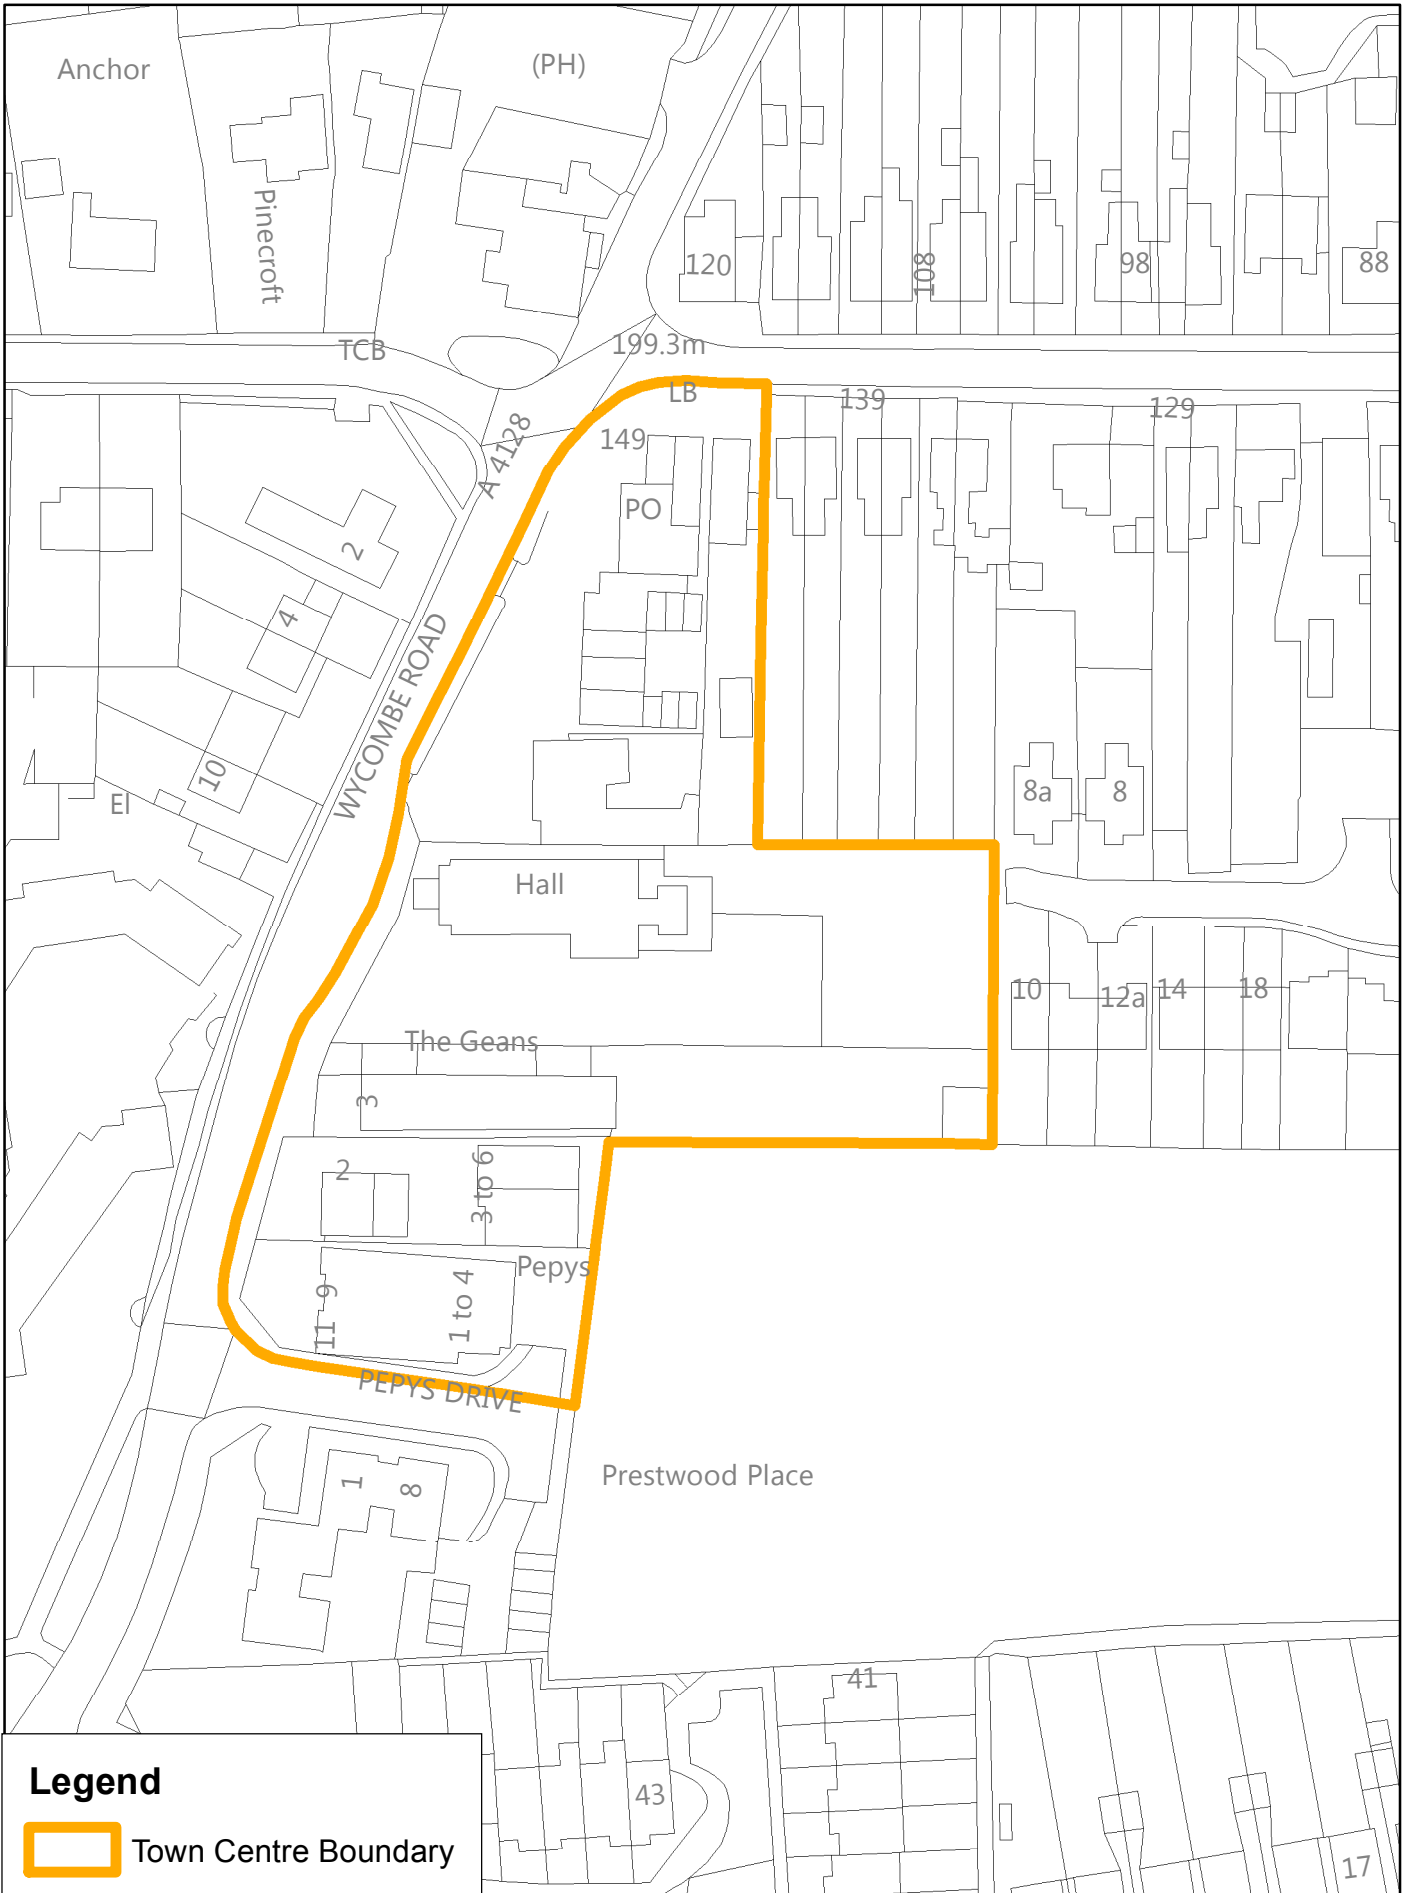 Anchor
(PH)
Pinecroft
120
108
98
88
TCB
199.3m
LB
139
129
A 4128
149
PO
2
4
WYCOMBE ROAD
10
El
8a
8
Hall
10
12a
14
18
The Geans
3
2
3 to 6
Pepys
9
11
1 to 4
PEPYS DRIVE
1
8
Prestwood Place
41
43
17
Legend
Town Centre Boundary